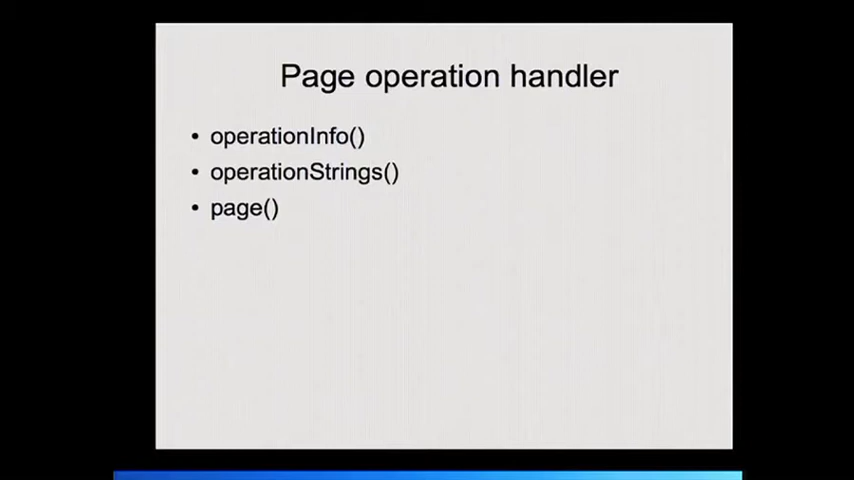 Page operation handler
• operationInfo()
• operationStrings()
• page()